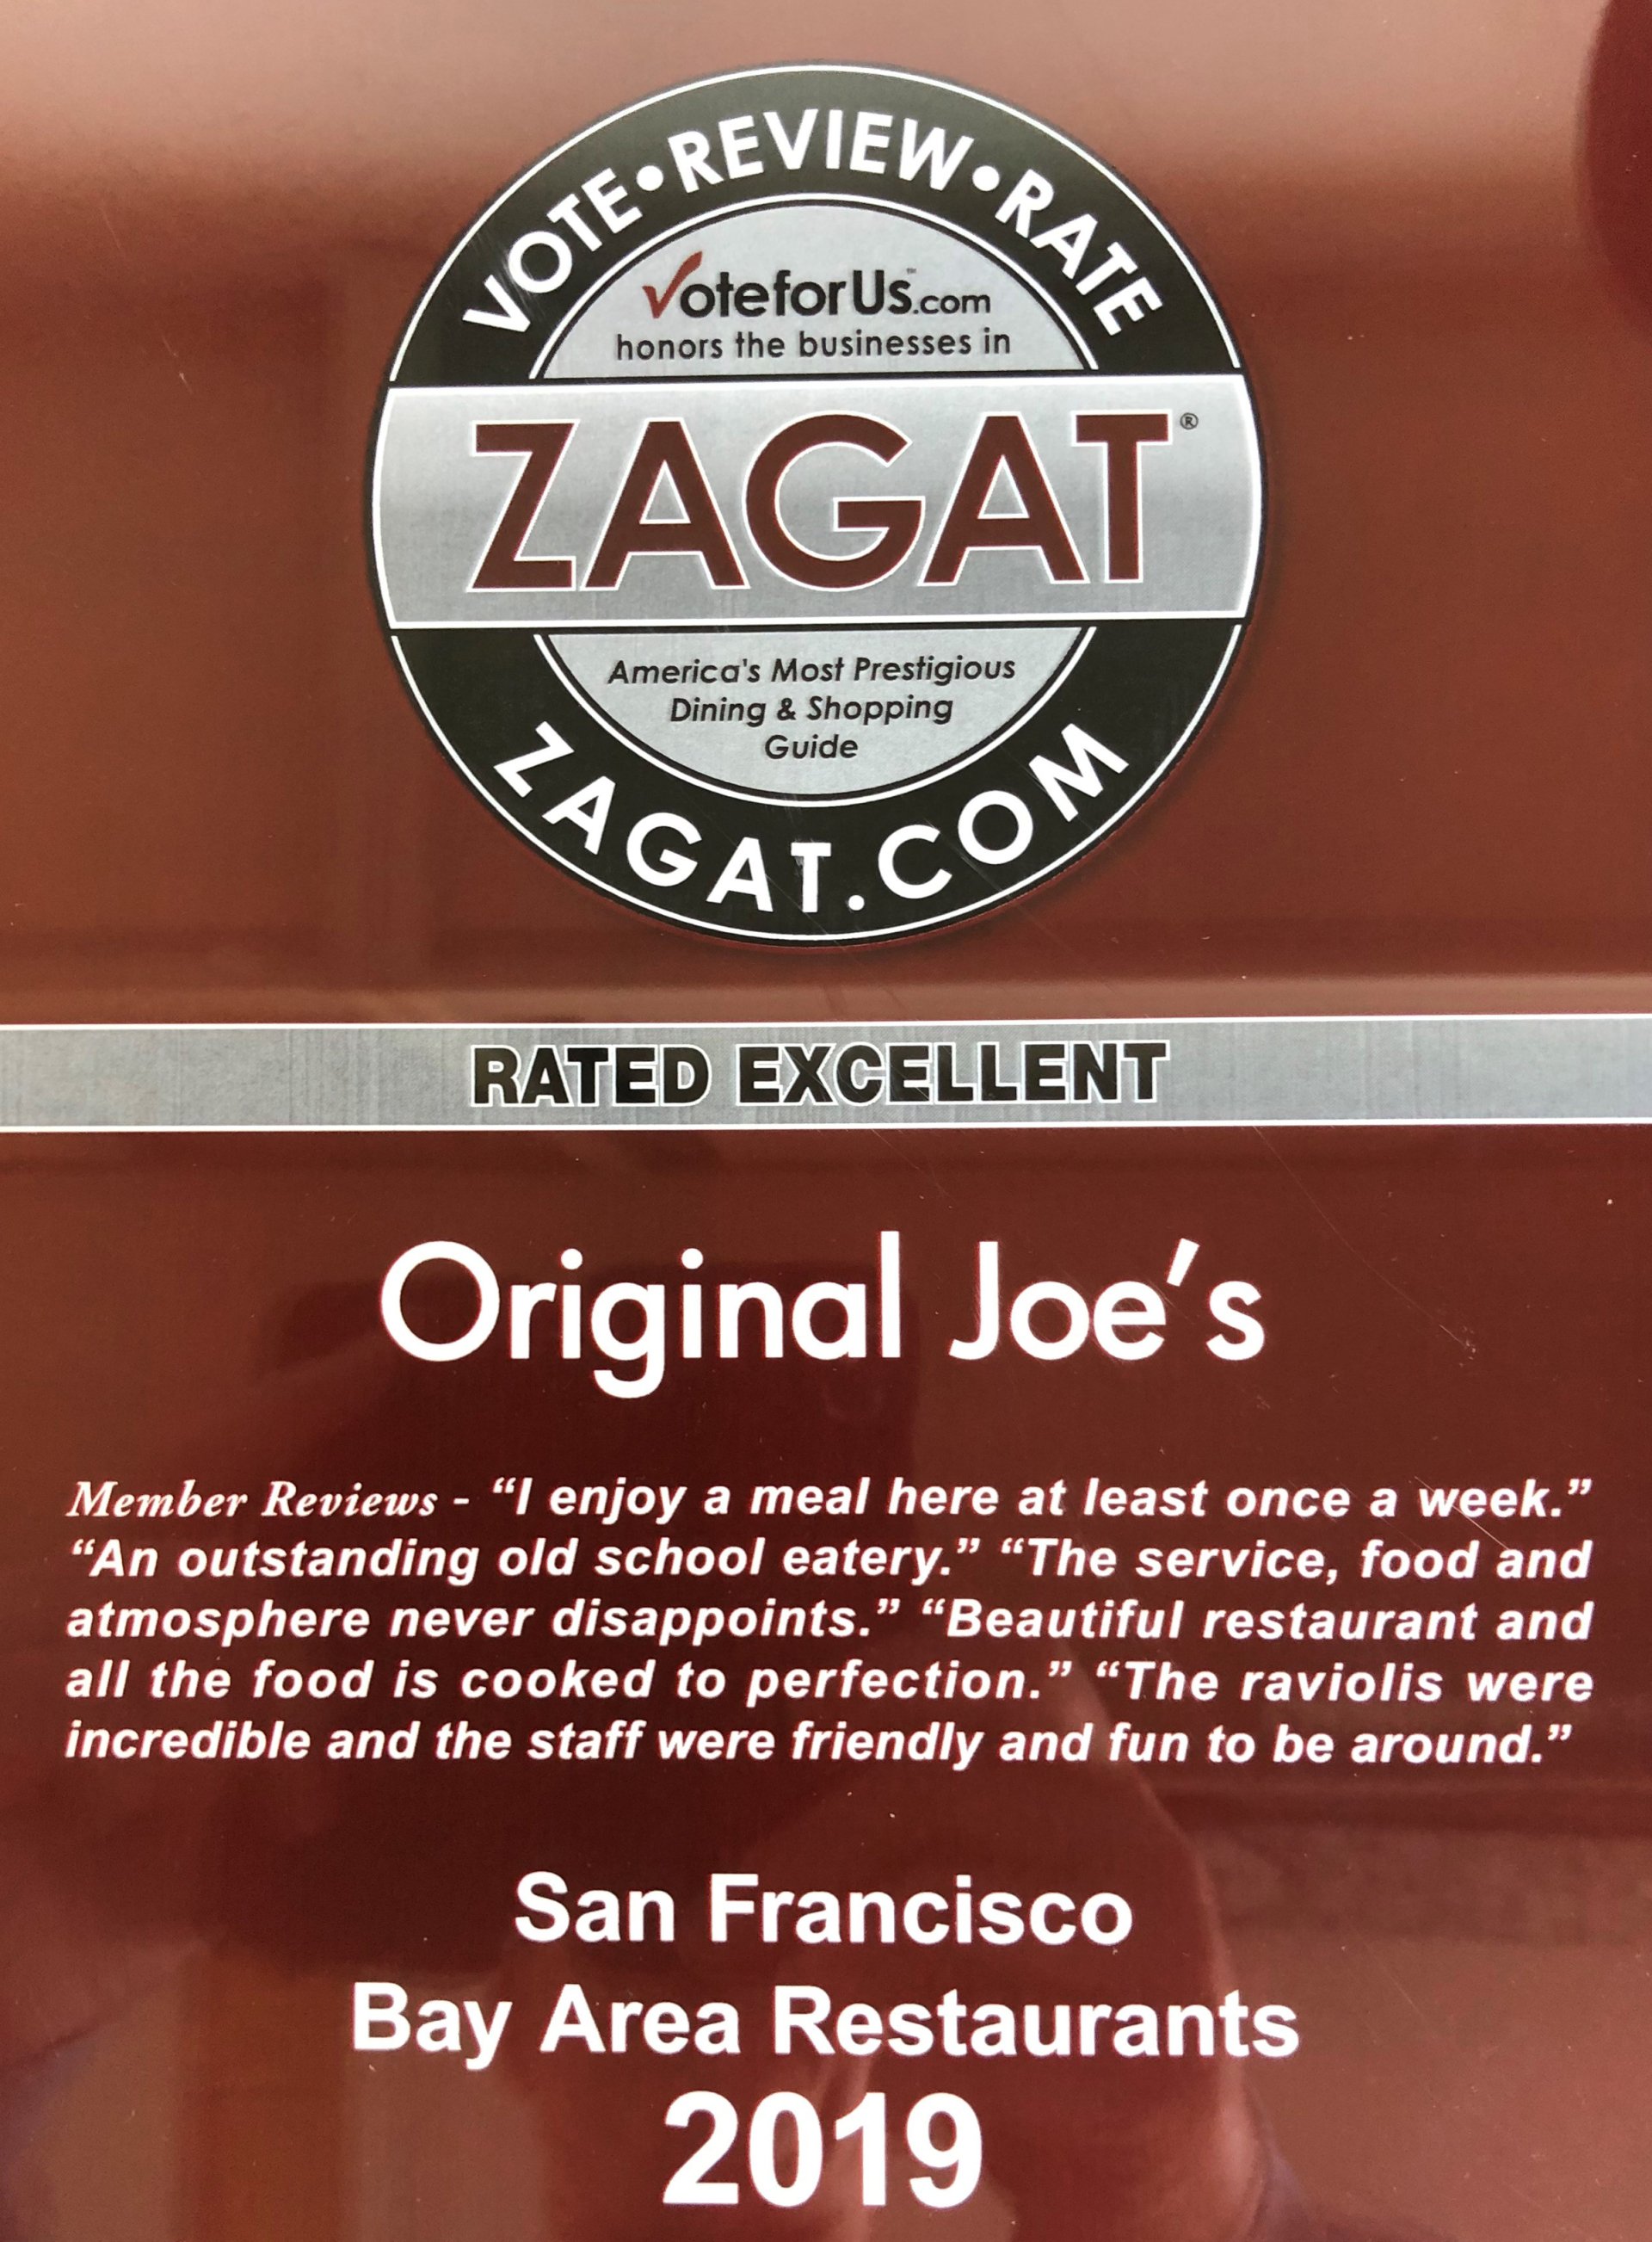 VOTE•REVIEW•RATE
VoteforUs.com™
honors the businesses in
ZAGAT®
America's Most Prestigious
Dining & Shopping
Guide
ZAGAT.COM
RATED EXCELLENT
Original Joe's
Member Reviews - “I enjoy a meal here at least once a week.”
“An outstanding old school eatery.” “The service, food and
atmosphere never disappoints.” “Beautiful restaurant and
all the food is cooked to perfection.” “The raviolis were
incredible and the staff were friendly and fun to be around.”
San Francisco
Bay Area Restaurants
2019